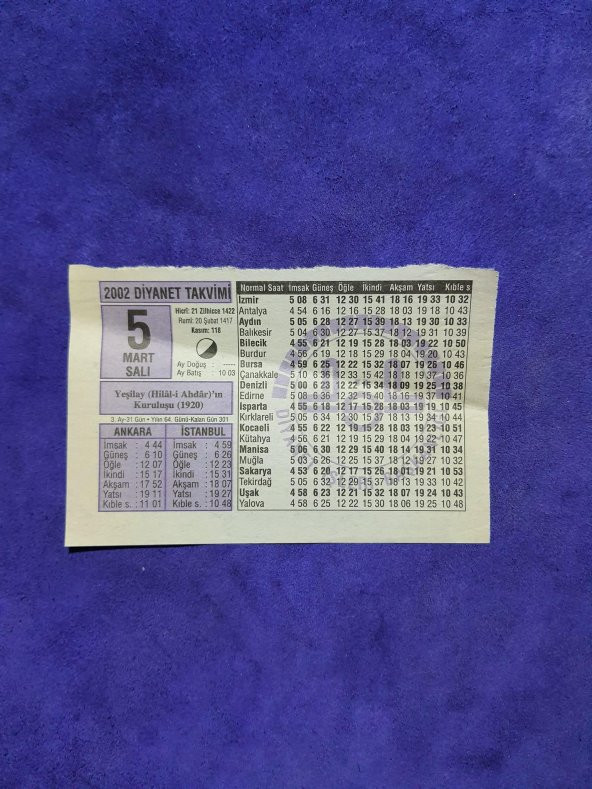 2002 DİYANET TAKVİMİ
5
MART
SALI
Hicri: 21 Zilhicce 1422
Rumi: 20 Şubat 1417
Kasım: 118
Ay Doğuş : -----
Ay Batış : 10 03
Yeşilay (Hilâl-i Ahdâr)'ın
Kuruluşu (1920)
3. Ay-31 Gün • Yılın 64. Günü-Kalan Gün 301
ANKARA
İmsak : 4 44
Güneş : 6 10
Öğle : 12 07
İkindi : 15 17
Akşam : 17 52
Yatsı : 19 11
Kıble s. : 11 01
İSTANBUL
İmsak : 4 59
Güneş : 6 26
Öğle : 12 23
İkindi : 15 31
Akşam : 18 07
Yatsı : 19 27
Kıble s. : 10 48
Normal Saat İmsak Güneş Öğle İkindi Akşam Yatsı Kıble s
İzmir 5 08 6 31 12 30 15 41 18 16 19 33 10 32
Antalya 4 54 6 16 12 16 15 28 18 03 19 18 10 43
Aydın 5 05 6 28 12 27 15 39 18 13 19 30 10 33
Balıkesir 5 04 6 30 12 27 15 37 18 12 19 31 10 39
Bilecik 4 55 6 21 12 19 15 28 18 03 19 22 10 50
Burdur 4 56 6 19 12 18 15 29 18 04 19 20 10 43
Bursa 4 59 6 25 12 22 15 32 18 07 19 26 10 46
Çanakkale 5 10 6 36 12 33 15 42 18 18 19 37 10 36
Denizli 5 00 6 23 12 22 15 34 18 09 19 25 10 38
Edirne 5 08 6 36 12 32 15 40 18 16 19 37 10 41
Isparta 4 55 6 18 12 17 15 28 18 03 19 19 10 45
Kırklareli 5 05 6 34 12 30 15 37 18 13 19 34 10 44
Kocaeli 4 55 6 22 12 19 15 28 18 03 19 23 10 51
Kütahya 4 56 6 21 12 19 15 29 18 04 19 22 10 47
Manisa 5 06 6 30 12 29 15 40 18 14 19 31 10 34
Muğla 5 03 6 26 12 25 15 37 18 12 19 27 10 32
Sakarya 4 53 6 20 12 17 15 26 18 01 19 21 10 53
Tekirdağ 5 05 6 32 12 29 15 37 18 13 19 33 10 42
Uşak 4 58 6 23 12 21 15 32 18 07 19 24 10 43
Yalova 4 58 6 25 12 22 15 30 18 06 19 25 10 48